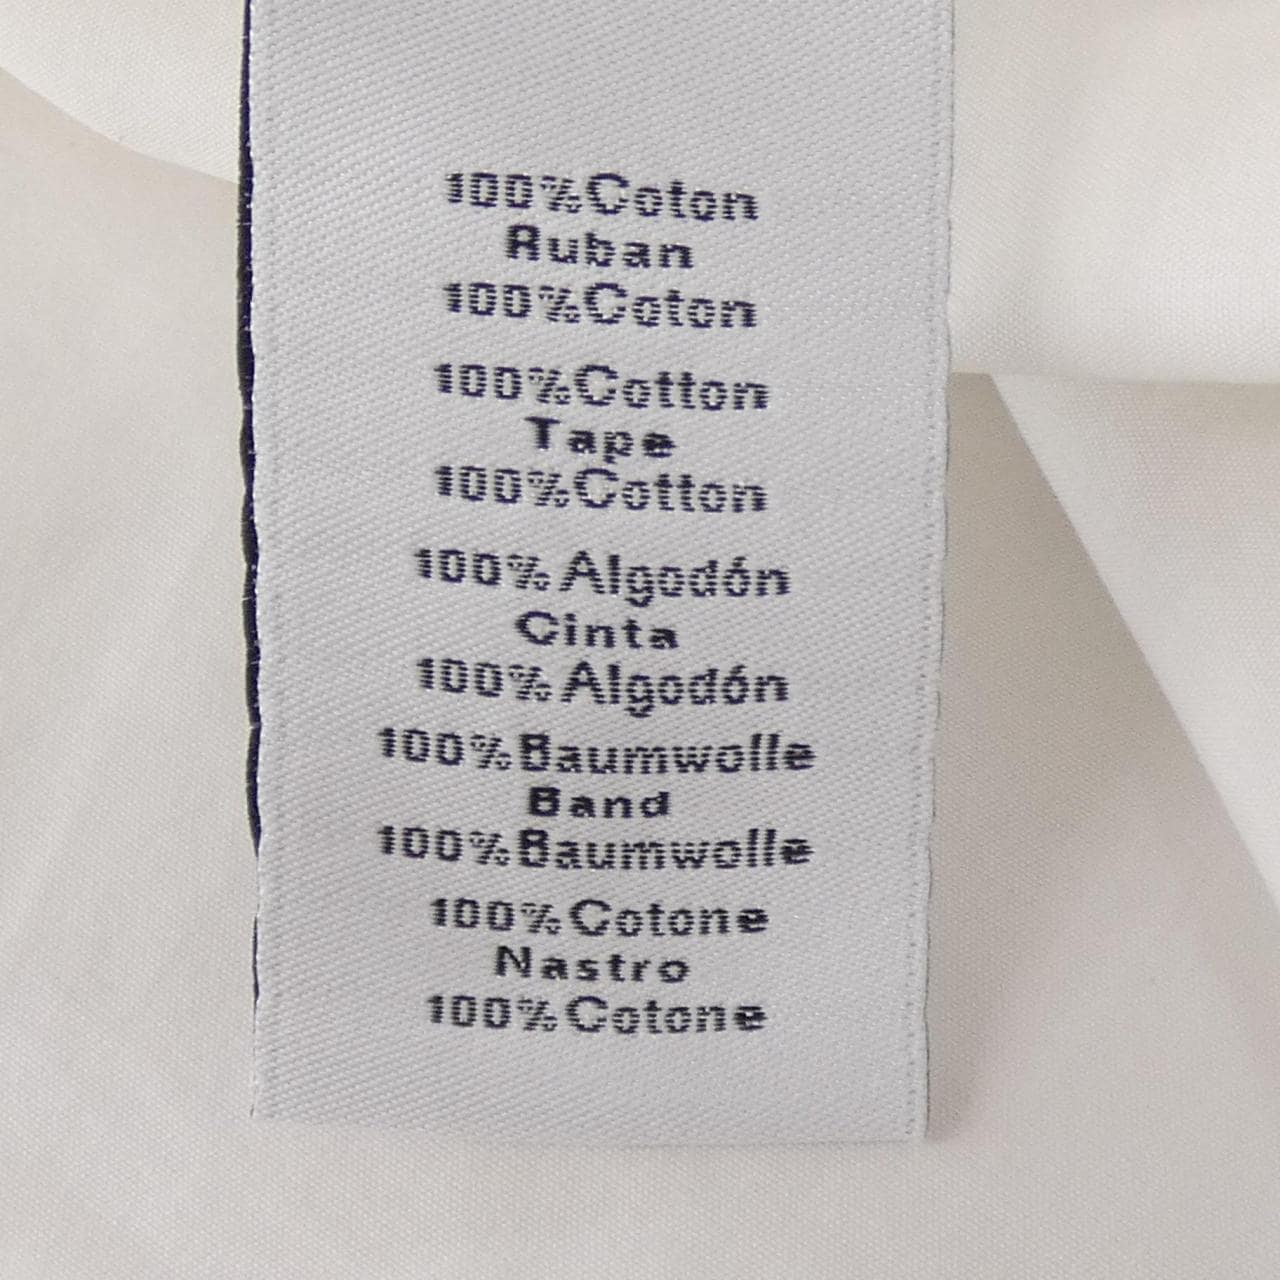 100%Coton
Ruban
100%Coton
100%Cotton
Tape
100%Cotton
100% Algodón
Cinta
100% Algodón
100%Baumwolle
Band
100%Baumwolle
100%Cotone
Nastro
100%Cotone